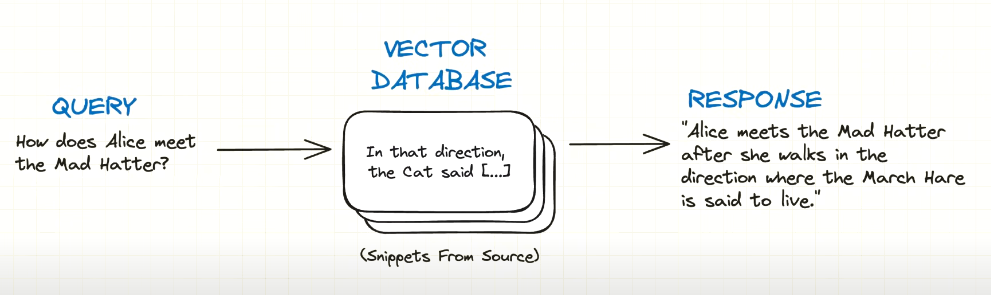 QUERY
How does Alice meet
the Mad Hatter?
VECTOR
DATABASE
In that direction,
the Cat said [...]
(Snippets From Source)
RESPONSE
"Alice meets the Mad Hatter
after she walks in the
direction where the March Hare
is said to live."